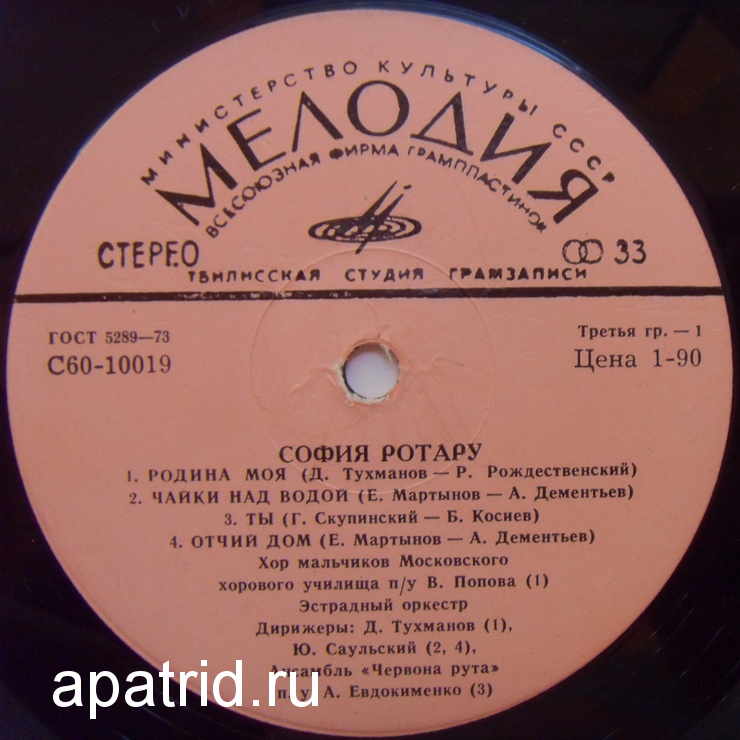 МИНИСТЕРСТВО КУЛЬТУРЫ СССР
МЕЛОДИЯ
ВСЕСОЮЗНАЯ ФИРМА ГРАМПЛАСТИНОК
СТЕРЕО
33
ТБИЛИССКАЯ СТУДИЯ ГРАМЗАПИСИ
ГОСТ 5289—73
Третья гр. — 1
С60-10019
Цена 1-90
СОФИЯ РОТАРУ
1. РОДИНА МОЯ (Д. Тухманов — Р. Рождественский)
2. ЧАЙКИ НАД ВОДОЙ (Е. Мартынов — А. Дементьев)
3. ТЫ (Г. Скупинский — Б. Косиев)
4. ОТЧИЙ ДОМ (Е. Мартынов — А. Дементьев)
Хор мальчиков Московского
хорового училища п/у В. Попова (1)
Эстрадный оркестр
Дирижеры: Д. Тухманов (1),
Ю. Саульский (2, 4),
Ансамбль «Червона рута»
п/у А. Евдокименко (3)
apatrid.ru